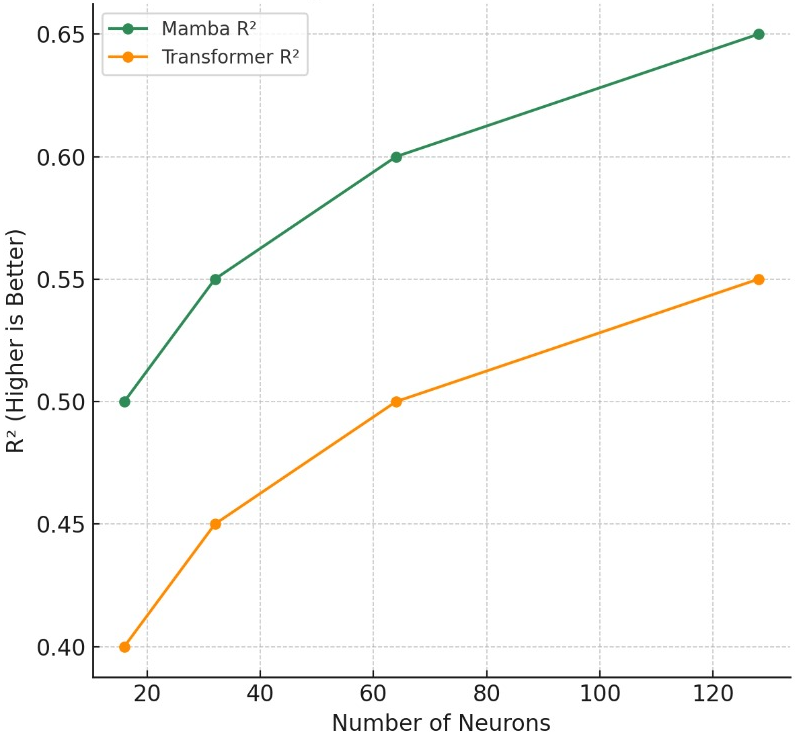 Mamba R²
Transformer R²
0.65
0.60
0.55
0.50
0.45
0.40
R² (Higher is Better)
20 40 60 80 100 120
Number of Neurons